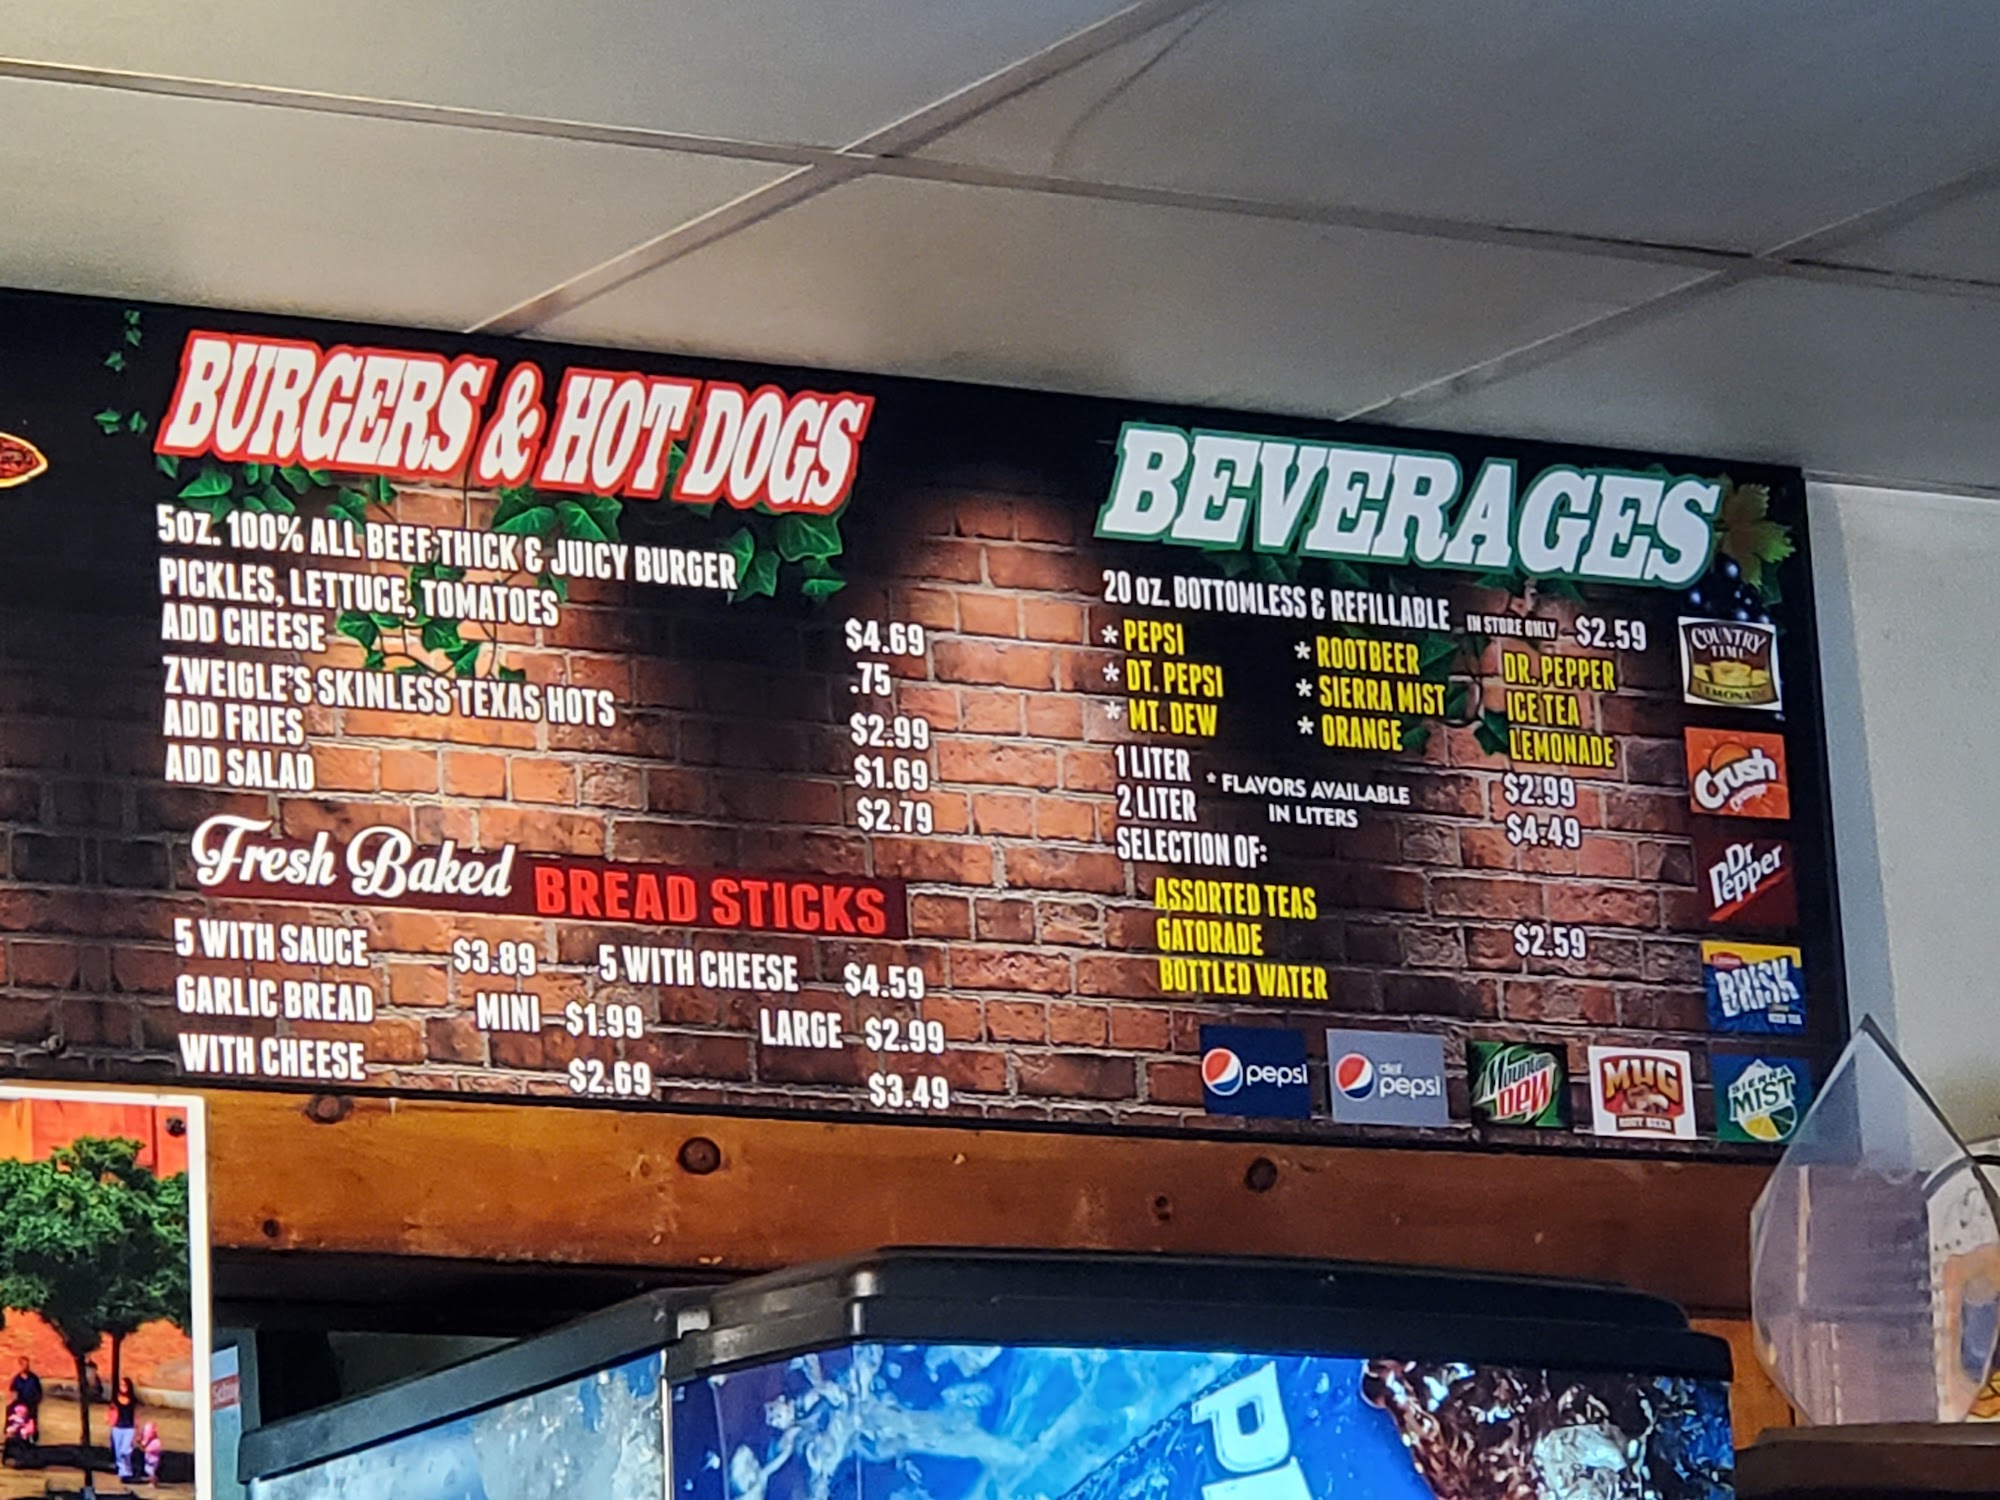 BURGERS & HOT DOGS
5OZ. 100% ALL BEEF THICK & JUICY BURGER
PICKLES, LETTUCE, TOMATOES $4.69
ADD CHEESE .75
ZWEIGLE'S SKINLESS TEXAS HOTS $2.99
ADD FRIES $1.69
ADD SALAD $2.79
Fresh Baked BREAD STICKS
5 WITH SAUCE $3.89 5 WITH CHEESE $4.59
GARLIC BREAD MINI $1.99 LARGE $2.99
WITH CHEESE $2.69 $3.49
BEVERAGES
20 OZ. BOTTOMLESS & REFILLABLE IN STORE ONLY $2.59
* PEPSI * ROOTBEER DR. PEPPER
* DT. PEPSI * SIERRA MIST ICE TEA
* MT. DEW * ORANGE LEMONADE
1 LITER $2.99
2 LITER $4.49
* FLAVORS AVAILABLE
IN LITERS
SELECTION OF:
ASSORTED TEAS
GATORADE $2.59
BOTTLED WATER
COUNTRY
TIME
LEMONADE
Crush
Orange
Dr
Pepper
BRISK
pepsi
diet
pepsi
Mountain
Dew
MUG
ROOT BEER
SIERRA
MIST